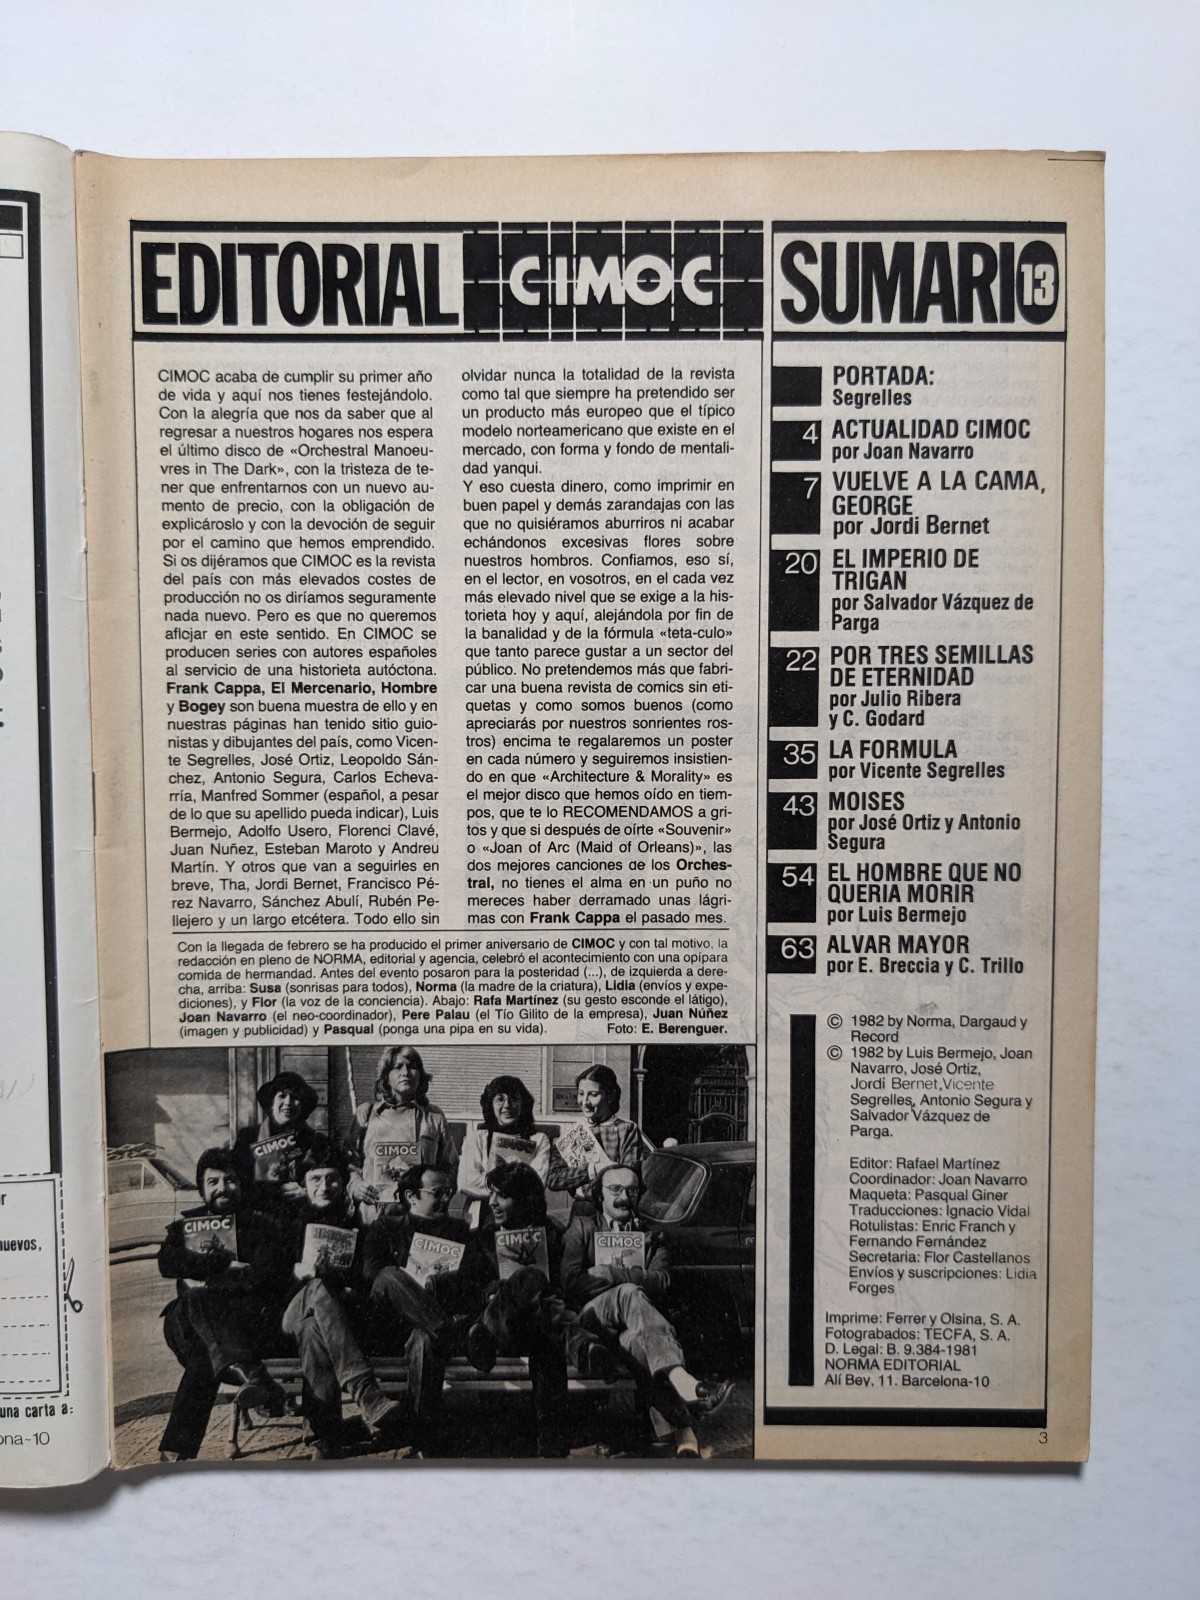 EDITORIAL CIMOC
CIMOC acaba de cumplir su primer año
de vida y aquí nos tienes festejándolo.
Con la alegría que nos da saber que al
regresar a nuestros hogares nos espera
el último disco de «Orchestral Manoeu-
vres in The Dark», con la tristeza de te-
ner que enfrentarnos con un nuevo au-
mento de precio, con la obligación de
explicároslo y con la devoción de seguir
por el camino que hemos emprendido.
Si os dijéramos que CIMOC es la revista
del país con más elevados costes de
producción no os diríamos seguramente
nada nuevo. Pero es que no queremos
aflojar en este sentido. En CIMOC se
producen series con autores españoles
al servicio de una historieta autóctona.
Frank Cappa, El Mercenario, Hombre
y Bogey son buena muestra de ello y en
nuestras páginas han tenido sitio guio-
nistas y dibujantes del país, como Vicen-
te Segrelles, José Ortiz, Leopoldo Sán-
chez, Antonio Segura, Carlos Echeva-
rría, Manfred Sommer (español, a pesar
de lo que su apellido pueda indicar), Luis
Bermejo, Adolfo Usero, Florenci Clavé,
Juan Nuñez, Esteban Maroto y Andreu
Martín. Y otros que van a seguirles en
breve, Tha, Jordi Bernet, Francisco Pé-
rez Navarro, Sánchez Abulí, Rubén Pe-
llejero y un largo etcétera. Todo ello sin
olvidar nunca la totalidad de la revista
como tal que siempre ha pretendido ser
un producto más europeo que el típico
modelo norteamericano que existe en el
mercado, con forma y fondo de mentali-
dad yanqui.
Y eso cuesta dinero, como imprimir en
buen papel y demás zarandajas con las
que no quisiéramos aburriros ni acabar
echándonos excesivas flores sobre
nuestros hombros. Confiamos, eso sí,
en el lector, en vosotros, en el cada vez
más elevado nivel que se exige a la his-
torieta hoy y aquí, alejándola por fin de
la banalidad y de la fórmula «teta-culo»
que tanto parece gustar a un sector del
público. No pretendemos más que fabri-
car una buena revista de comics sin eti-
quetas y como somos buenos (como
apreciarás por nuestros sonrientes ros-
tros) encima te regalaremos un poster
en cada número y seguiremos insistien-
do en que «Architecture & Morality» es
el mejor disco que hemos oído en tiem-
pos, que te lo RECOMENDAMOS a gri-
tos y que si después de oírte «Souvenir»
o «Joan of Arc (Maid of Orleans)», las
dos mejores canciones de los Orches-
tral, no tienes el alma en un puño no
mereces haber derramado unas lágri-
mas con Frank Cappa el pasado mes.
Con la llegada de febrero se ha producido el primer aniversario de CIMOC y con tal motivo, la
redacción en pleno de NORMA, editorial y agencia, celebró el acontecimiento con una opípara
comida de hermandad. Antes del evento posaron para la posteridad (...), de izquierda a dere-
cha, arriba: Susa (sonrisas para todos), Norma (la madre de la criatura), Lidia (envíos y expe-
diciones), y Flor (la voz de la conciencia). Abajo: Rafa Martínez (su gesto esconde el látigo),
Joan Navarro (el neo-coordinador), Pere Palau (el Tío Gilito de la empresa), Juan Núñez
(imagen y publicidad) y Pasqual (ponga una pipa en su vida). Foto: E. Berenguer.
CIMOC
CIMOC
CIMOC
CIMOC
CIMOC
CIMOC
CIMOC
SUMARIO 13
PORTADA:
Segrelles
4 ACTUALIDAD CIMOC
por Joan Navarro
7 VUELVE A LA CAMA,
GEORGE
por Jordi Bernet
20 EL IMPERIO DE
TRIGAN
por Salvador Vázquez de
Parga
22 POR TRES SEMILLAS
DE ETERNIDAD
por Julio Ribera
y C. Godard
35 LA FORMULA
por Vicente Segrelles
43 MOISES
por José Ortiz y Antonio
Segura
54 EL HOMBRE QUE NO
QUERIA MORIR
por Luis Bermejo
63 ALVAR MAYOR
por E. Breccia y C. Trillo
© 1982 by Norma, Dargaud y
Record
© 1982 by Luis Bermejo, Joan
Navarro, José Ortiz,
Jordi Bernet, Vicente
Segrelles, Antonio Segura y
Salvador Vázquez de
Parga.
Editor: Rafael Martínez
Coordinador: Joan Navarro
Maqueta: Pasqual Giner
Traducciones: Ignacio Vidal
Rotulistas: Enric Franch y
Fernando Fernández
Secretaria: Flor Castellanos
Envíos y suscripciones: Lidia
Forges
Imprime: Ferrer y Olsina, S. A.
Fotograbados: TECFA, S. A.
D. Legal: B. 9.384-1981
NORMA EDITORIAL
Alí Bey, 11. Barcelona-10
3
nuevos,
una carta a:
ona-10